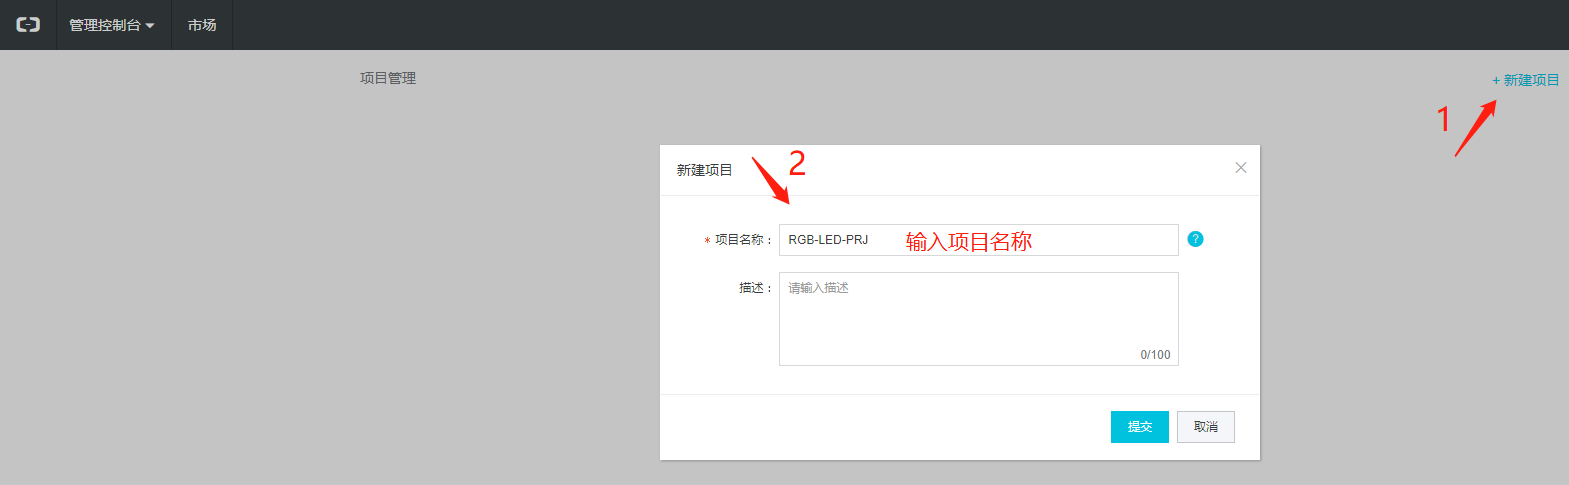 管理控制台 市场
项目管理
+ 新建项目
1
新建项目
2
* 项目名称： RGB-LED-PRJ 输入项目名称 ?
描述： 请输入描述
0/100
提交 取消